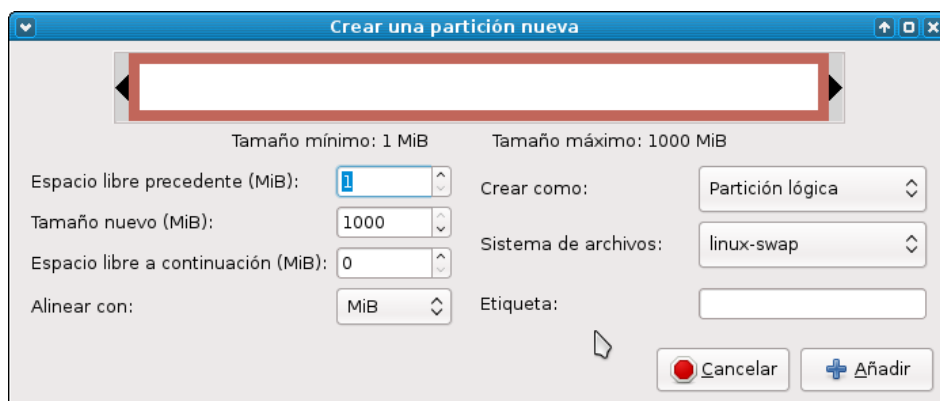 Crear una partición nueva
Tamaño mínimo: 1 MiB
Tamaño máximo: 1000 MiB
Espacio libre precedente (MiB): 1
Crear como: Partición lógica
Tamaño nuevo (MiB): 1000
Sistema de archivos: linux-swap
Espacio libre a continuación (MiB): 0
Alinear con: MiB
Etiqueta:
Cancelar
Añadir